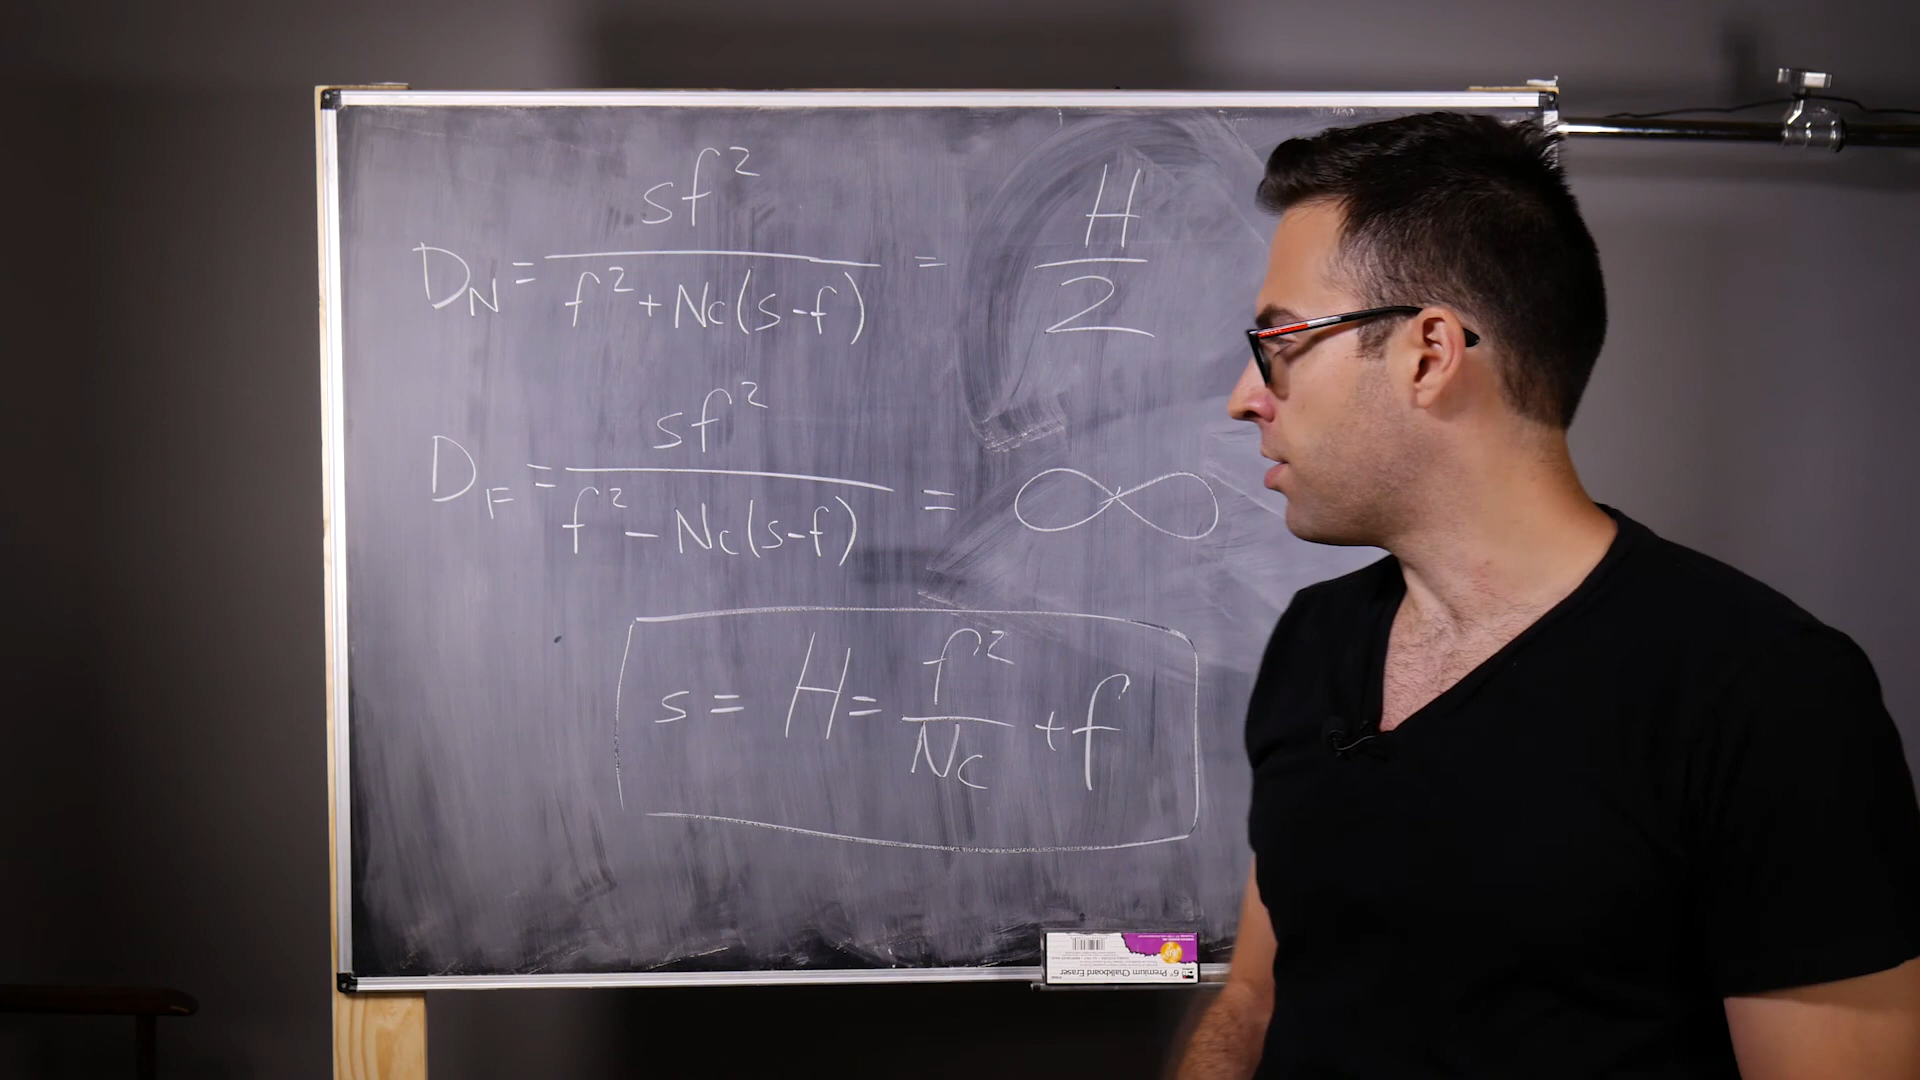 D_N = sf² / (f² + Nc(s-f)) = H / 2
D_F = sf² / (f² - Nc(s-f)) = ∞
s = H = f² / Nc + f
6" Premium Chalkboard Eraser